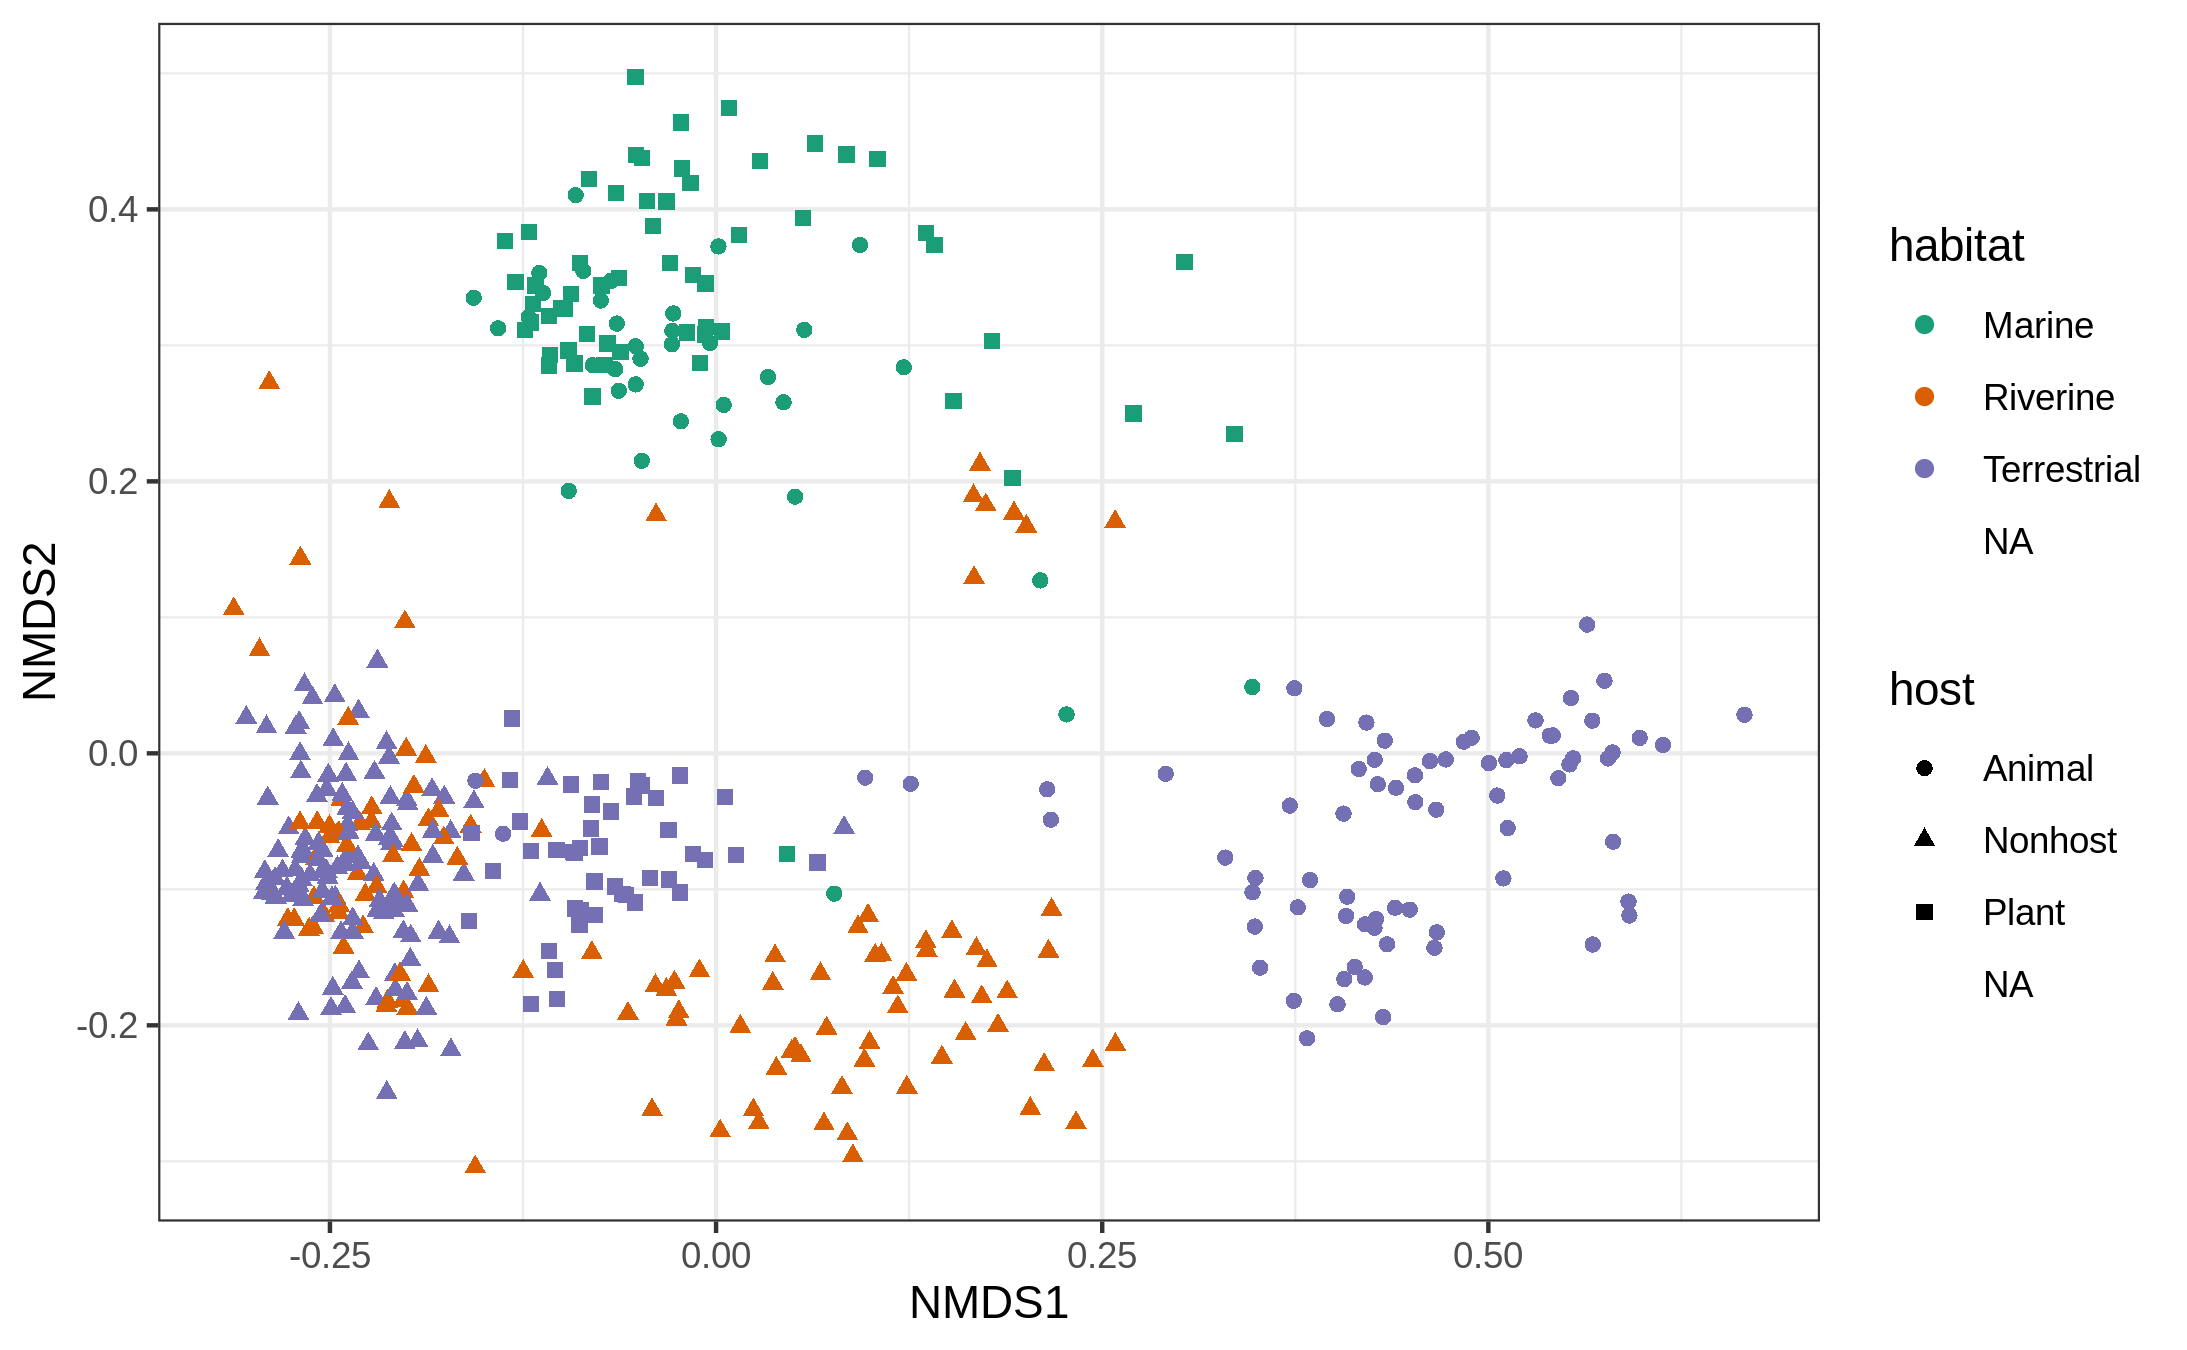 0.4
0.2
0.0
-0.2
NMDS2
-0.25
0.00
0.25
0.50
NMDS1
habitat
Marine
Riverine
Terrestrial
NA
host
Animal
Nonhost
Plant
NA